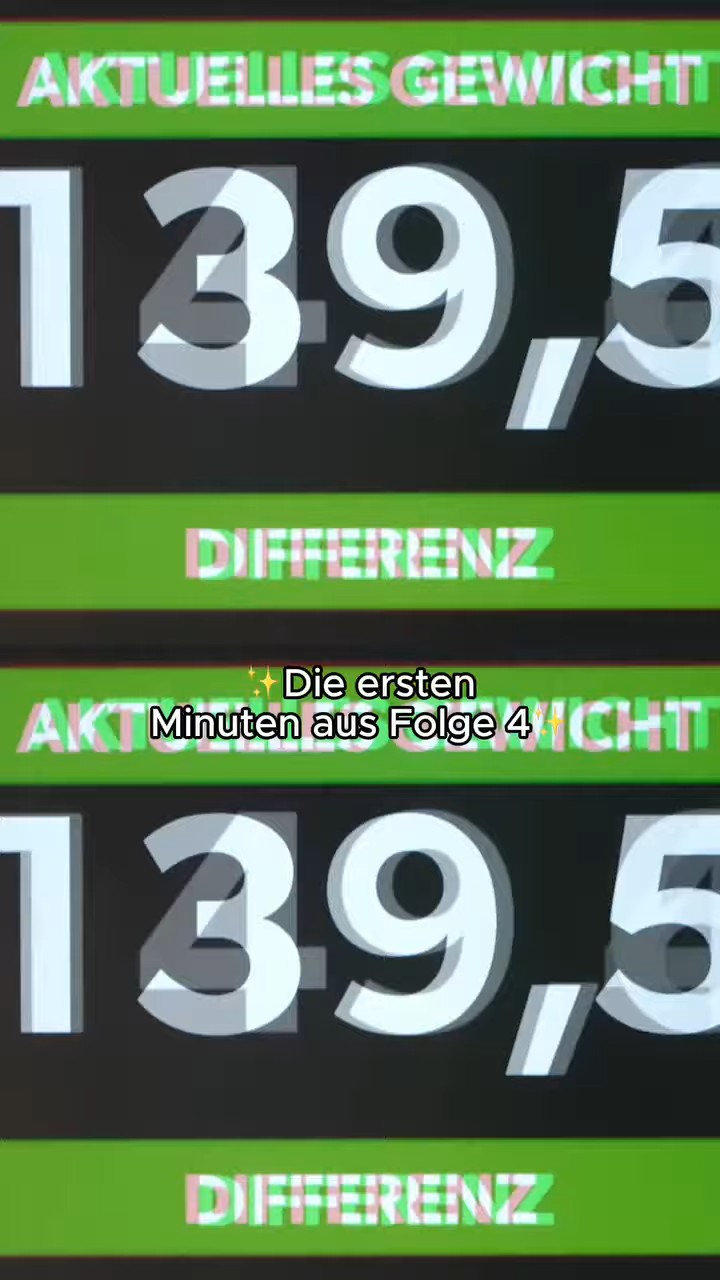 AKTUELLES GEWICHT
139,5
DIFFERENZ
✨Die ersten
Minuten aus Folge 4✨
AKTUELLES GEWICHT
139,5
DIFFERENZ